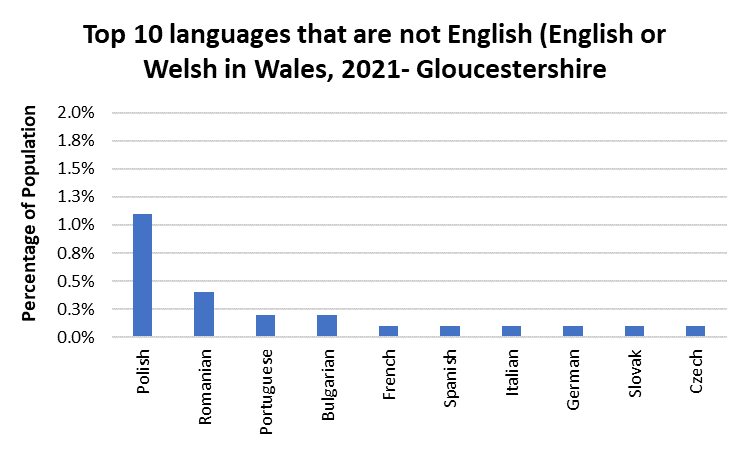 Top 10 languages that are not English (English or
Welsh in Wales, 2021- Gloucestershire
Percentage of Population
2.0%
1.8%
1.5%
1.3%
1.0%
0.8%
0.5%
0.3%
0.0%
Polish
Romanian
Portuguese
Bulgarian
French
Spanish
Italian
German
Slovak
Czech